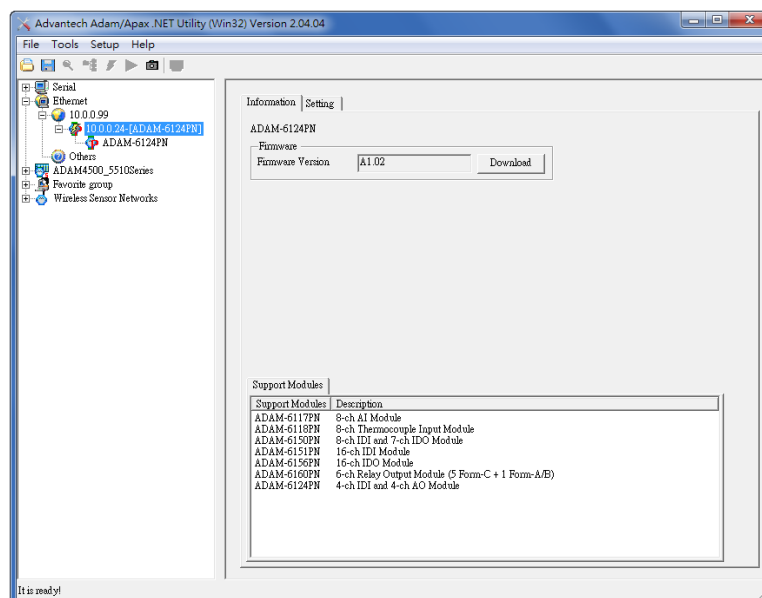 Advantech Adam/Apax .NET Utility (Win32) Version 2.04.04
File Tools Setup Help
Serial
Ethernet
10.0.0.99
10.0.0.24-[ADAM-6124PN]
ADAM-6124PN
Others
ADAM4500_5510Series
Favorite group
Wireless Sensor Networks
Information Setting
ADAM-6124PN
Firmware
Firmware Version A1.02 Download
Support Modules
Support Modules Description
ADAM-6117PN 8-ch AI Module
ADAM-6118PN 8-ch Thermocouple Input Module
ADAM-6150PN 8-ch IDI and 7-ch IDO Module
ADAM-6151PN 16-ch IDI Module
ADAM-6156PN 16-ch IDO Module
ADAM-6160PN 6-ch Relay Output Module (5 Form-C + 1 Form-A/B)
ADAM-6124PN 4-ch IDI and 4-ch AO Module
It is ready!